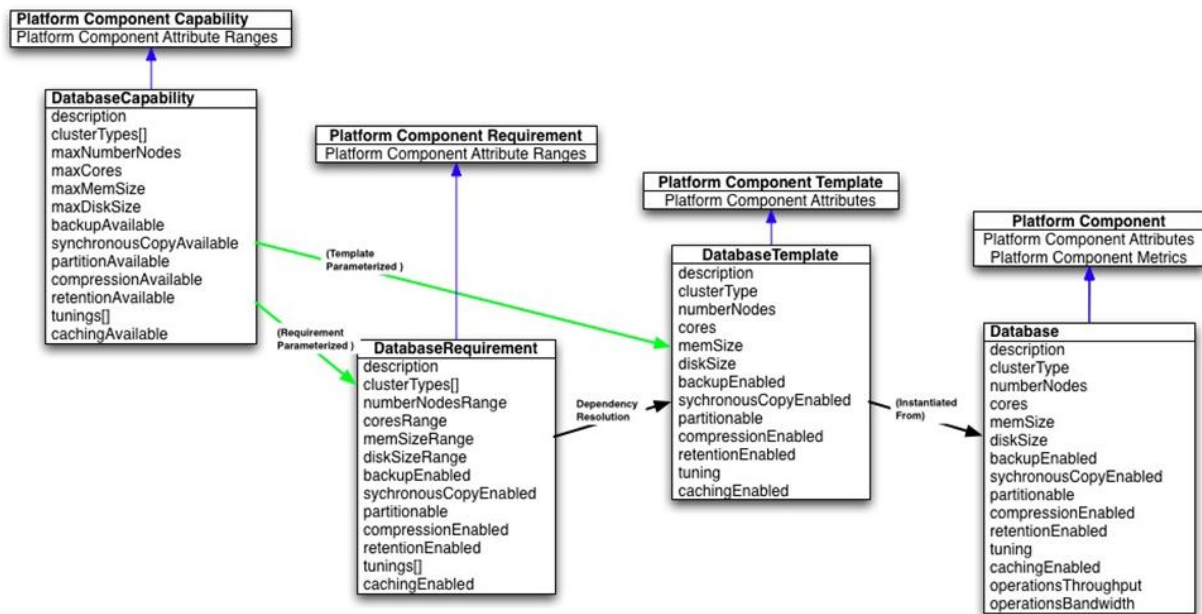 Platform Component Capability
Platform Component Attribute Ranges
DatabaseCapability
description
clusterTypes[]
maxNumberNodes
maxCores
maxMemSize
maxDiskSize
backupAvailable
synchronousCopyAvailable
partitionAvailable
compressionAvailable
retentionAvailable
tunings[]
cachingAvailable
Platform Component Requirement
Platform Component Attribute Ranges
(Template
Parameterized )
(Requirement
Parameterized )
DatabaseRequirement
description
clusterTypes[]
numberNodesRange
coresRange
memSizeRange
diskSizeRange
backupEnabled
sychronousCopyEnabled
partitionable
compressionEnabled
retentionEnabled
tunings[]
cachingEnabled
Dependency
Resolution
Platform Component Template
Platform Component Attributes
DatabaseTemplate
description
clusterType
numberNodes
cores
memSize
diskSize
backupEnabled
sychronousCopyEnabled
partitionable
compressionEnabled
retentionEnabled
tuning
cachingEnabled
(Instantiated
From)
Platform Component
Platform Component Attributes
Platform Component Metrics
Database
description
clusterType
numberNodes
cores
memSize
diskSize
backupEnabled
sychronousCopyEnabled
partitionable
compressionEnabled
retentionEnabled
tuning
cachingEnabled
operationsThroughput
operationsBandwidth